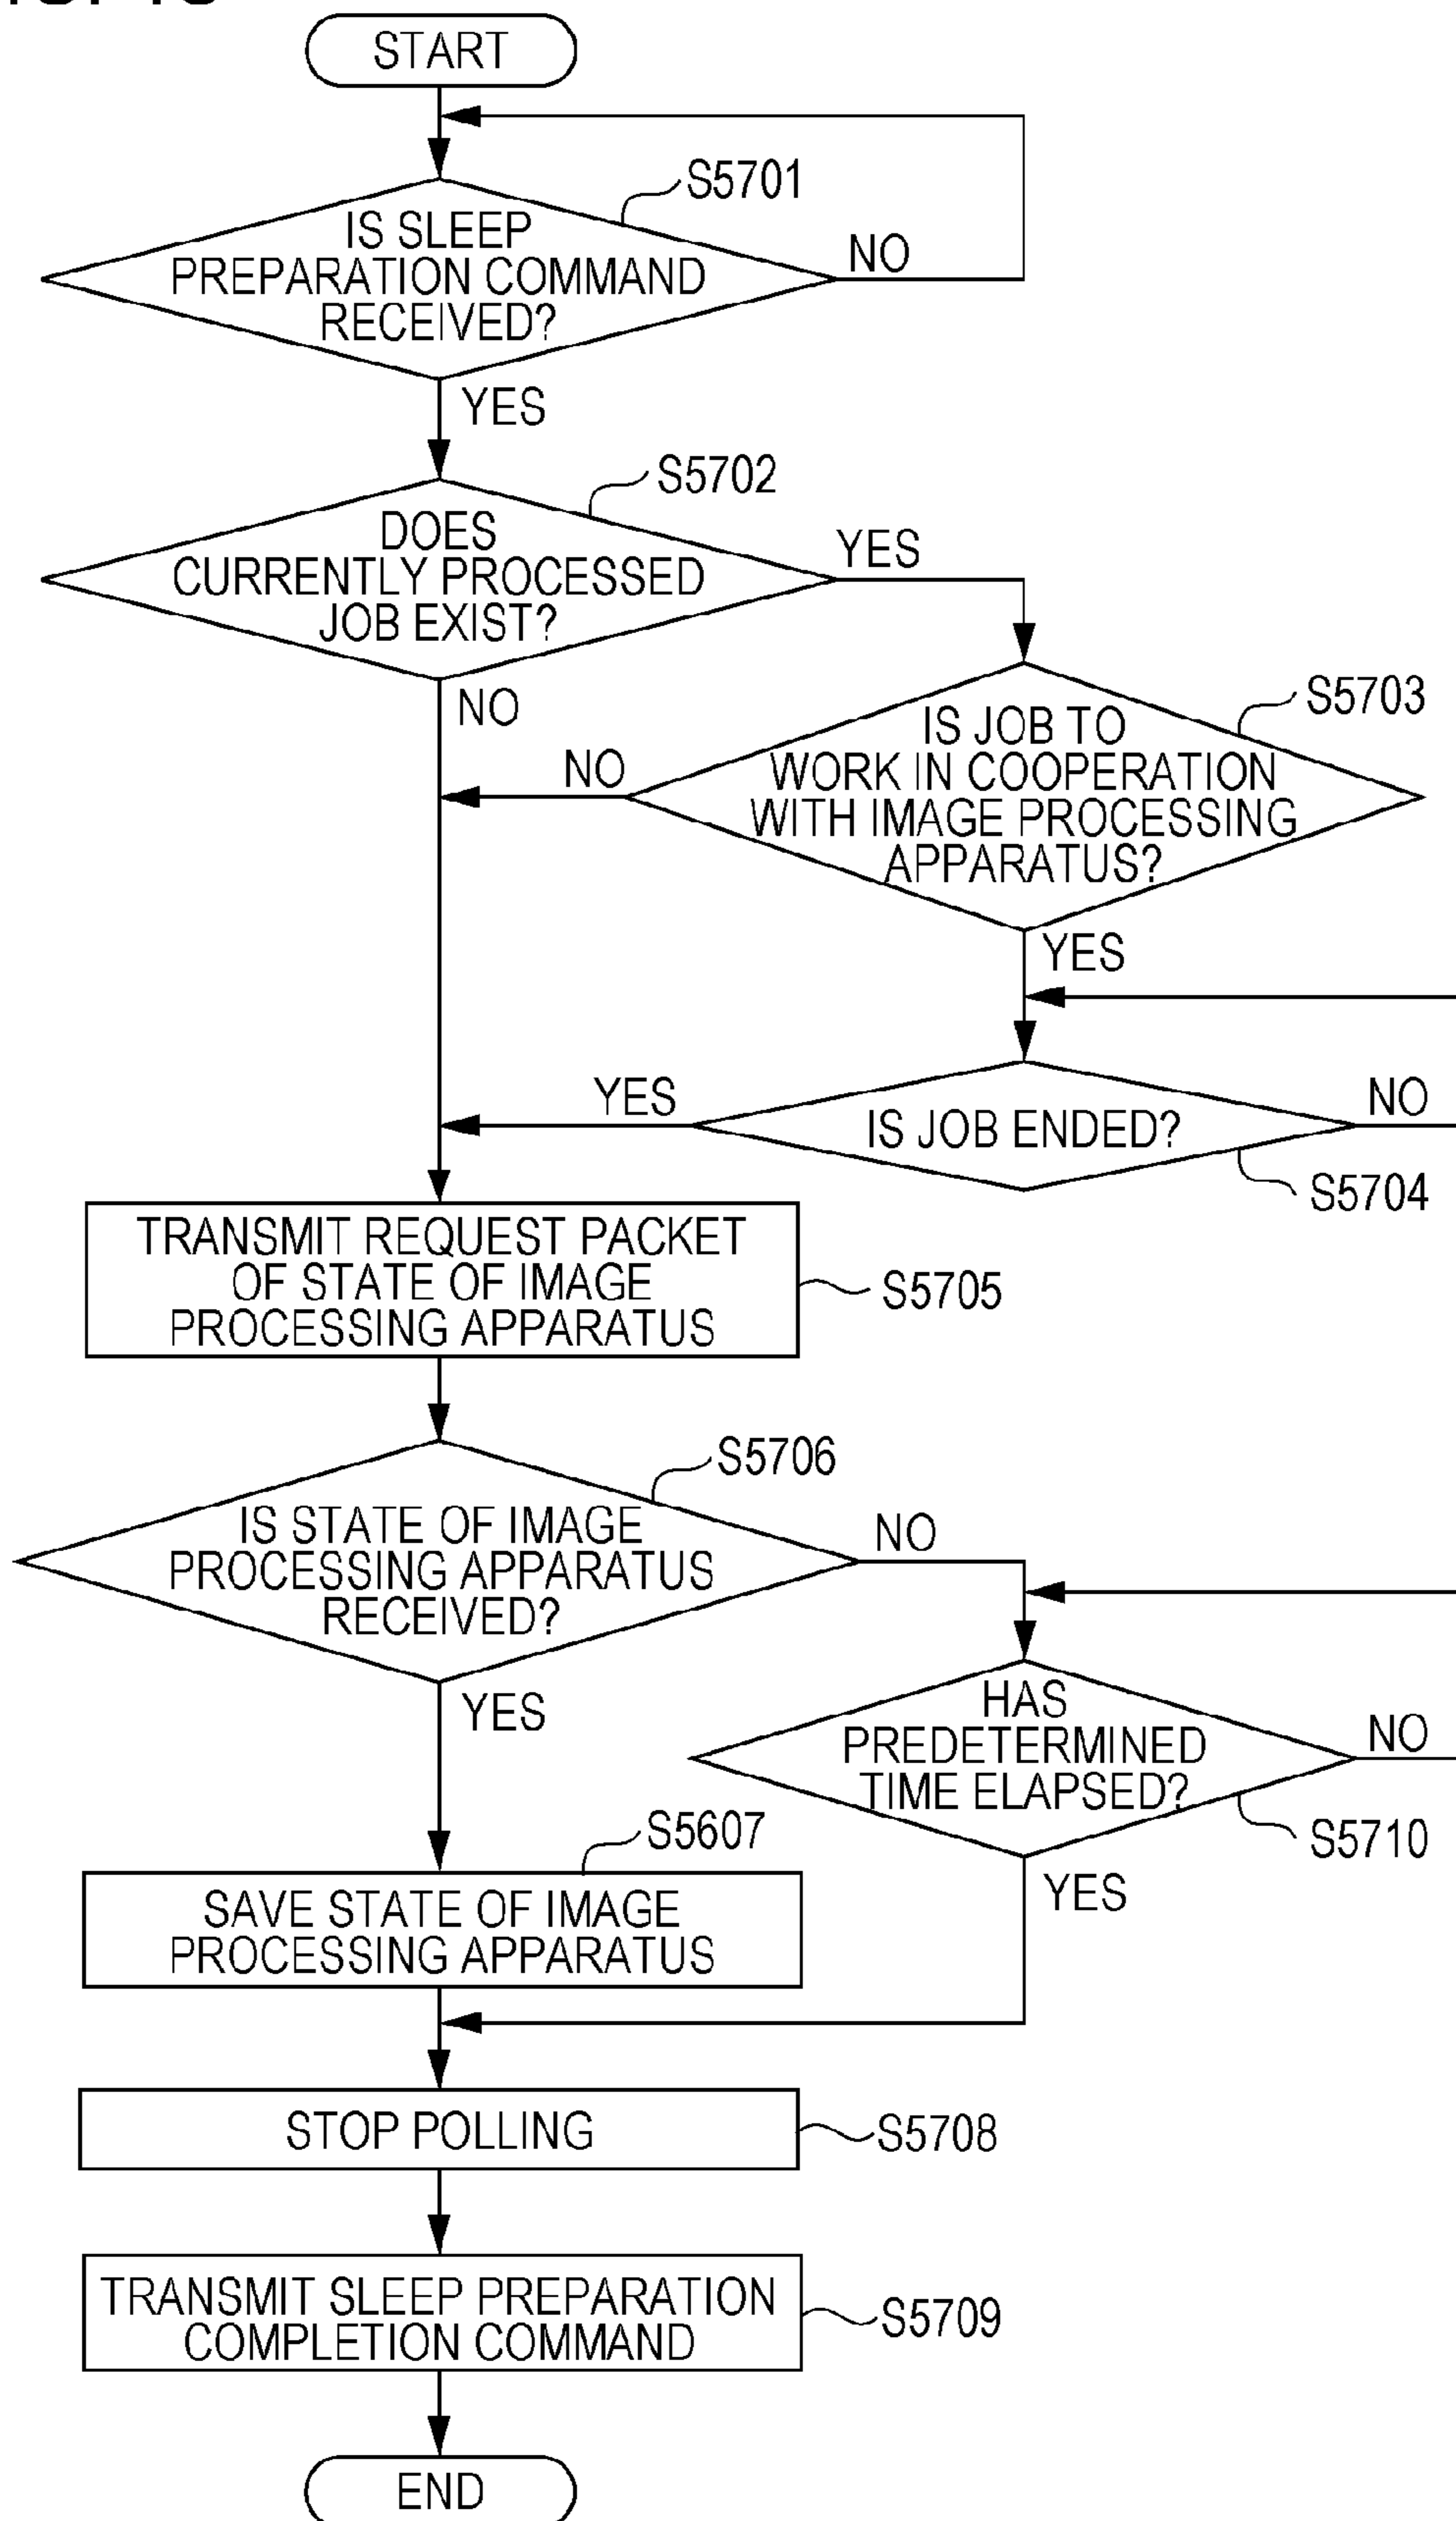 START
S5701
IS SLEEP
PREPARATION COMMAND
RECEIVED?
NO
YES
S5702
DOES
CURRENTLY PROCESSED
JOB EXIST?
YES
NO
S5703
IS JOB TO
WORK IN COOPERATION
WITH IMAGE PROCESSING
APPARATUS?
NO
YES
IS JOB ENDED?
YES
NO
S5704
TRANSMIT REQUEST PACKET
OF STATE OF IMAGE
PROCESSING APPARATUS
S5705
S5706
IS STATE OF IMAGE
PROCESSING APPARATUS
RECEIVED?
NO
YES
HAS
PREDETERMINED
TIME ELAPSED?
NO
S5710
YES
S5607
SAVE STATE OF IMAGE
PROCESSING APPARATUS
STOP POLLING
S5708
TRANSMIT SLEEP PREPARATION
COMPLETION COMMAND
S5709
END